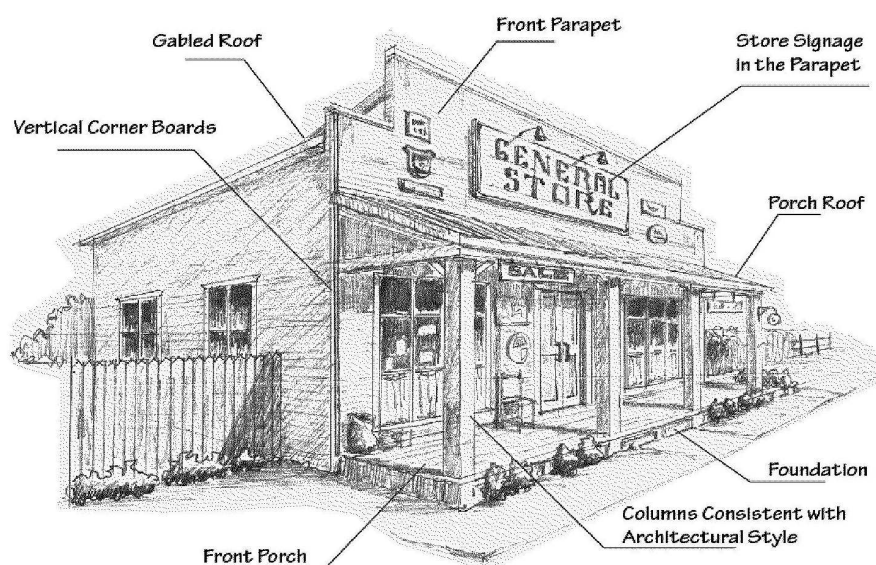 Front Parapet
Gabled Roof
Store Signage
in the Parapet
Vertical Corner Boards
GENERAL
STORE
Porch Roof
SALE
Foundation
Columns Consistent with
Architectural Style
Front Porch